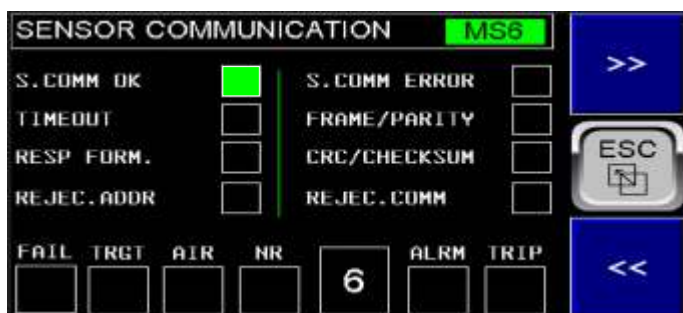 SENSOR COMMUNICATION MS6
>>
S.COMM OK S.COMM ERROR
TIMEOUT FRAME/PARITY
RESP FORM. CRC/CHECKSUM
ESC
REJEC.ADDR REJEC.COMM
FAIL TRGT AIR NR 6 ALRM TRIP
<<